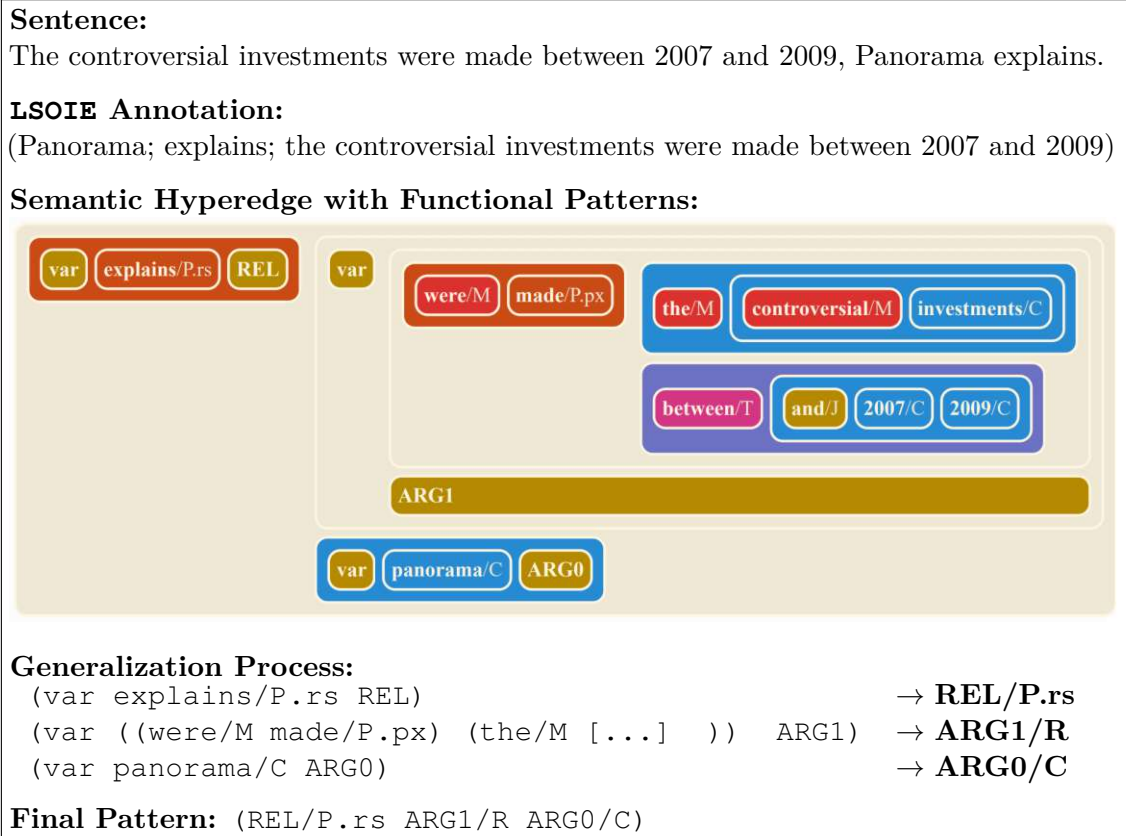 Sentence:
The controversial investments were made between 2007 and 2009, Panorama explains.
LSOIE Annotation:
(Panorama; explains; the controversial investments were made between 2007 and 2009)
Semantic Hyperedge with Functional Patterns:
var explains/P.rs REL var
were/M made/P.px
the/M controversial/M investments/C
between/T and/J 2007/C 2009/C
ARG1
var panorama/C ARG0
Generalization Process:
(var explains/P.rs REL) → REL/P.rs
(var ((were/M made/P.px) (the/M [...] )) ARG1) → ARG1/R
(var panorama/C ARG0) → ARG0/C
Final Pattern: (REL/P.rs ARG1/R ARG0/C)